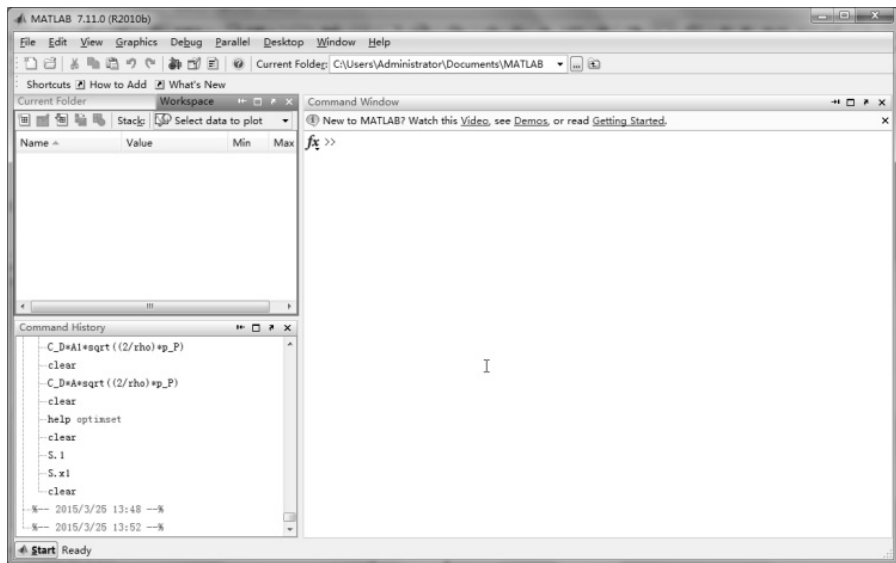 MATLAB 7.11.0 (R2010b)
File Edit View Graphics Debug Parallel Desktop Window Help
Current Folder: C:\Users\Administrator\Documents\MATLAB
Shortcuts How to Add What's New
Current Folder Workspace
Stack: Select data to plot
Name Value Min Max
Command Window
New to MATLAB? Watch this Video, see Demos, or read Getting Started.
fx >>
Command History
C_D*A1*sqrt((2/rho)*p_P)
clear
C_D*A*sqrt((2/rho)*p_P)
clear
help optimset
clear
S.1
S.x1
clear
%-- 2015/3/25 13:48 --%
%-- 2015/3/25 13:52 --%
Start Ready